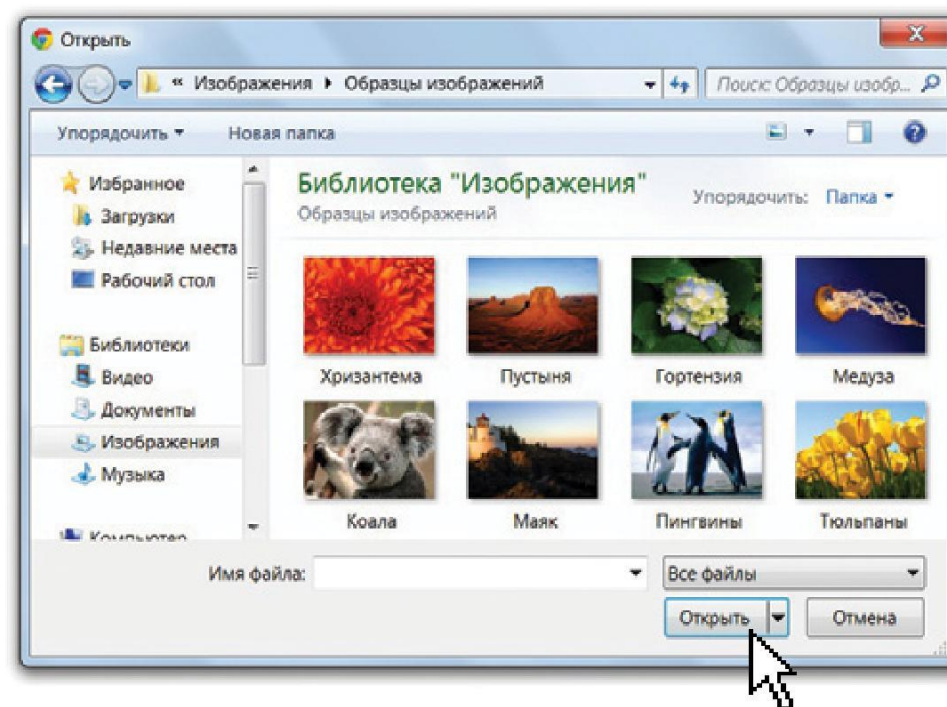 Открыть
« Изображения Образцы изображений
Поиск: Образцы изобр...
Упорядочить Новая папка
Избранное
Загрузки
Недавние места
Рабочий стол
Библиотеки
Видео
Документы
Изображения
Музыка
Компьютер
Библиотека "Изображения"
Образцы изображений
Упорядочить: Папка
Хризантема Пустыня Гортензия Медуза
Коала Маяк Пингвины Тюльпаны
Имя файла:
Все файлы
Открыть Отмена